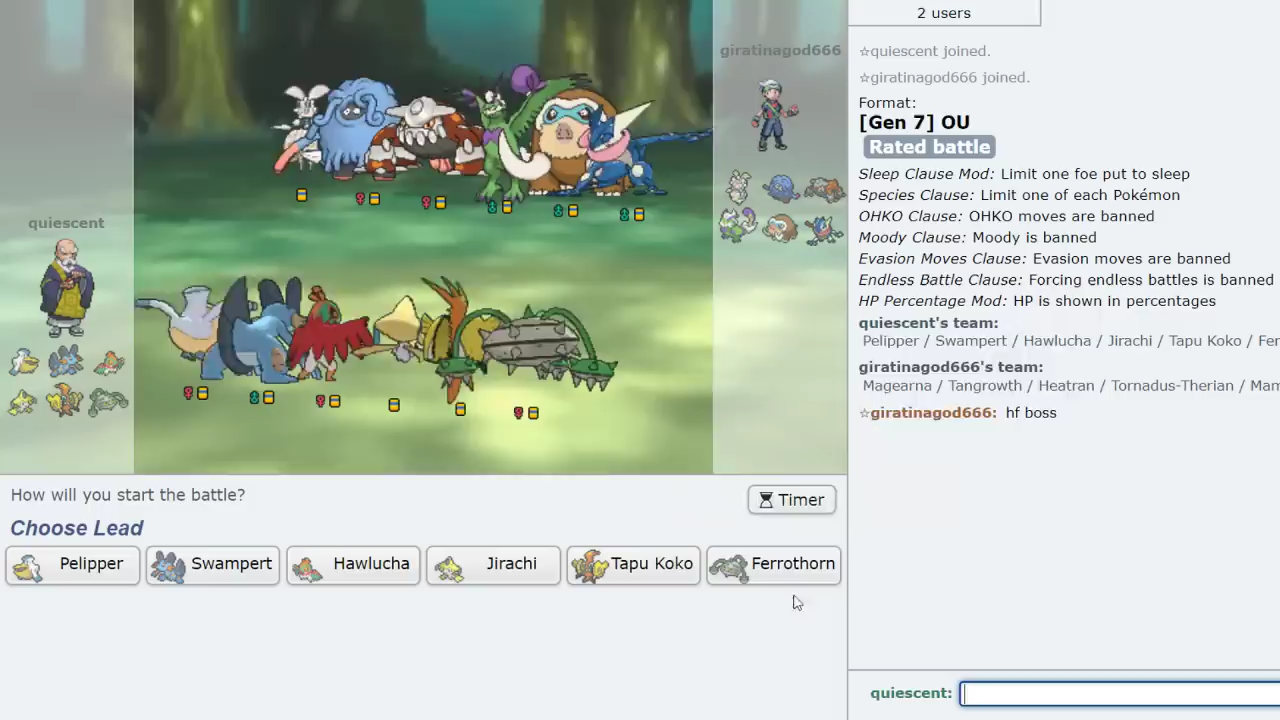 giratinagod666
quiescent
How will you start the battle?
Timer
Choose Lead
Pelipper
Swampert
Hawlucha
Jirachi
Tapu Koko
Ferrothorn
2 users
☆quiescent joined.
☆giratinagod666 joined.
Format:
[Gen 7] OU
Rated battle
Sleep Clause Mod: Limit one foe put to sleep
Species Clause: Limit one of each Pokémon
OHKO Clause: OHKO moves are banned
Moody Clause: Moody is banned
Evasion Moves Clause: Evasion moves are banned
Endless Battle Clause: Forcing endless battles is banned
HP Percentage Mod: HP is shown in percentages
quiescent's team:
Pelipper / Swampert / Hawlucha / Jirachi / Tapu Koko / Fer
giratinagod666's team:
Magearna / Tangrowth / Heatran / Tornadus-Therian / Mam
☆giratinagod666: hf boss
quiescent: